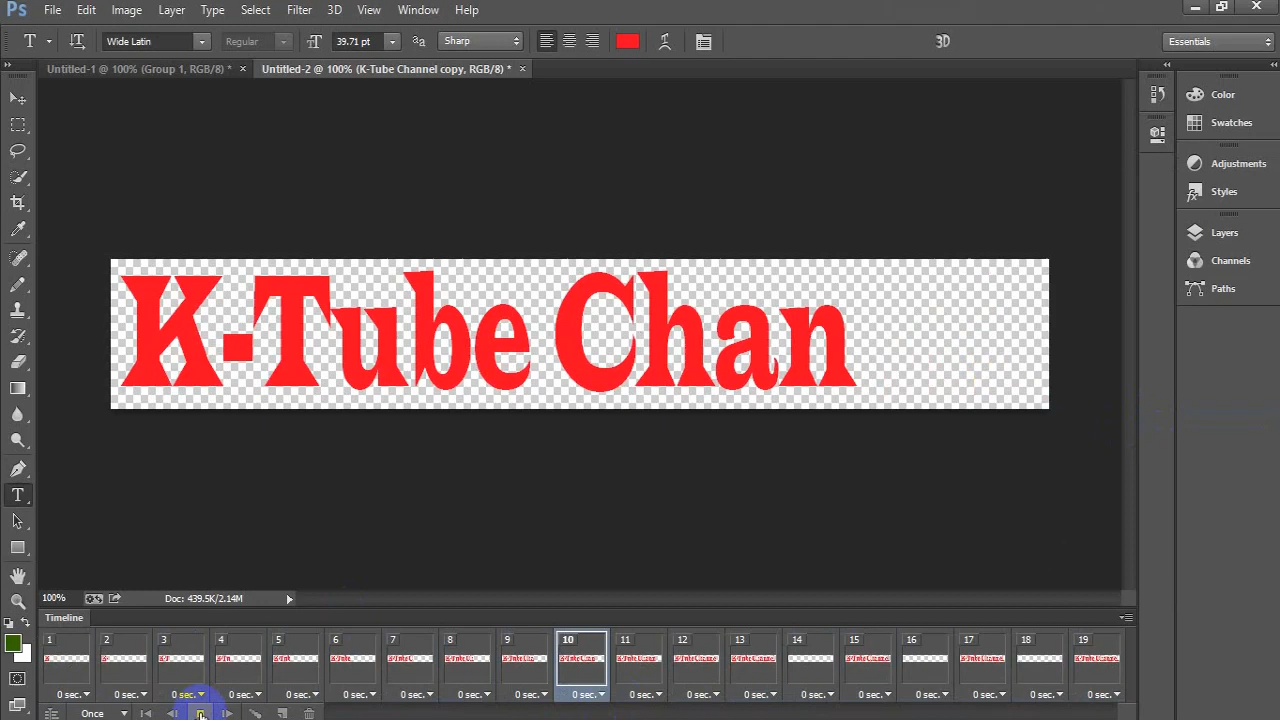 Ps File Edit Image Layer Type Select Filter 3D View Window Help
T Wide Latin Regular 39.71 pt aa Sharp 3D Essentials
Untitled-1 @ 100% (Group 1, RGB/8) * × Untitled-2 @ 100% (K-Tube Channel copy, RGB/8) * ×
Color
Swatches
Adjustments
Styles
Layers
Channels
Paths
K-Tube Chan
100% Doc: 439.5K/2.14M
Timeline
1 2 3 4 5 6 7 8 9 10 11 12 13 14 15 16 17 18 19
0 sec. 0 sec. 0 sec. 0 sec. 0 sec. 0 sec. 0 sec. 0 sec. 0 sec. 0 sec. 0 sec. 0 sec. 0 sec. 0 sec. 0 sec. 0 sec. 0 sec. 0 sec. 0 sec.
Once